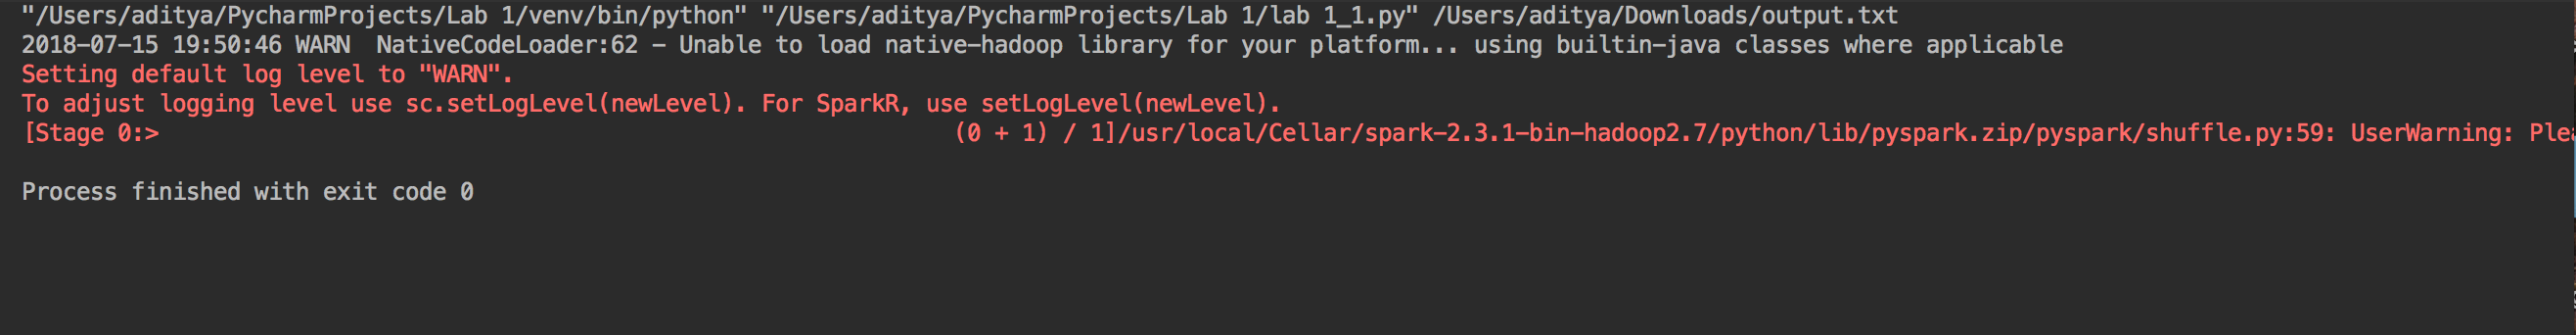 "/Users/aditya/PycharmProjects/Lab 1/venv/bin/python" "/Users/aditya/PycharmProjects/Lab 1/lab 1_1.py" /Users/aditya/Downloads/output.txt
2018-07-15 19:50:46 WARN  NativeCodeLoader:62 - Unable to load native-hadoop library for your platform... using builtin-java classes where applicable
Setting default log level to "WARN".
To adjust logging level use sc.setLogLevel(newLevel). For SparkR, use setLogLevel(newLevel).
[Stage 0:>                                                          (0 + 1) / 1]/usr/local/Cellar/spark-2.3.1-bin-hadoop2.7/python/lib/pyspark.zip/pyspark/shuffle.py:59: UserWarning:
Process finished with exit code 0